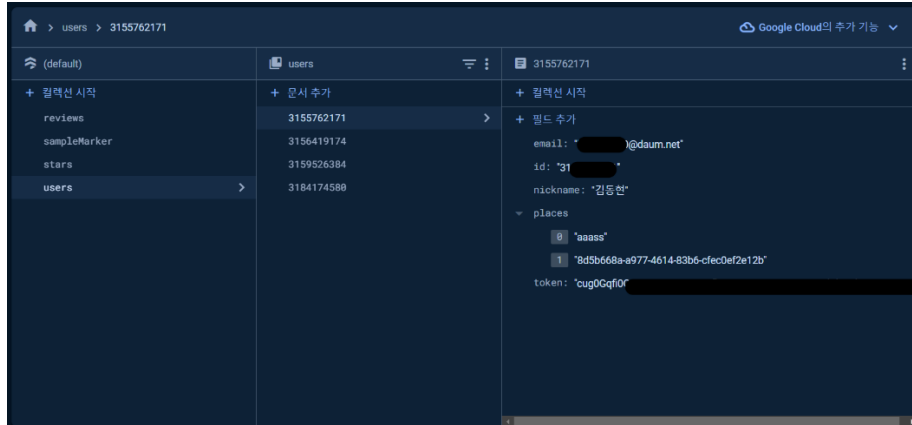 users > 3155762171
Google Cloud의 추가 기능
(default)
+ 컬렉션 시작
reviews
sampleMarker
stars
users
users
+ 문서 추가
3155762171
3156419174
3159526384
3184174580
3155762171
+ 컬렉션 시작
+ 필드 추가
email: "@daum.net"
id: "31"
nickname: "김동현"
places
0 "aaass"
1 "8d5b668a-a977-4614-83b6-cfec0ef2e12b"
token: "cug0Gqfi0